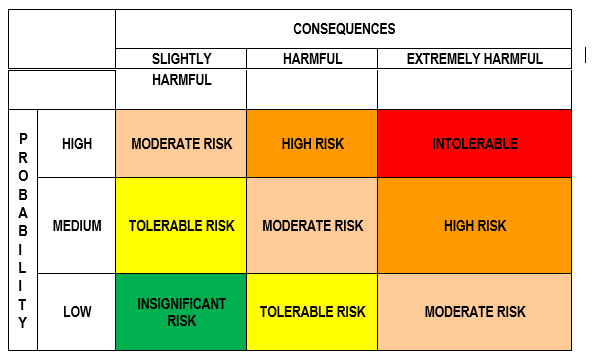 CONSEQUENCES
SLIGHTLY HARMFUL EXTREMELY HARMFUL
HARMFUL
PROBABILITY
HIGH MODERATE RISK HIGH RISK INTOLERABLE
MEDIUM TOLERABLE RISK MODERATE RISK HIGH RISK
LOW INSIGNIFICANT TOLERABLE RISK MODERATE RISK
RISK